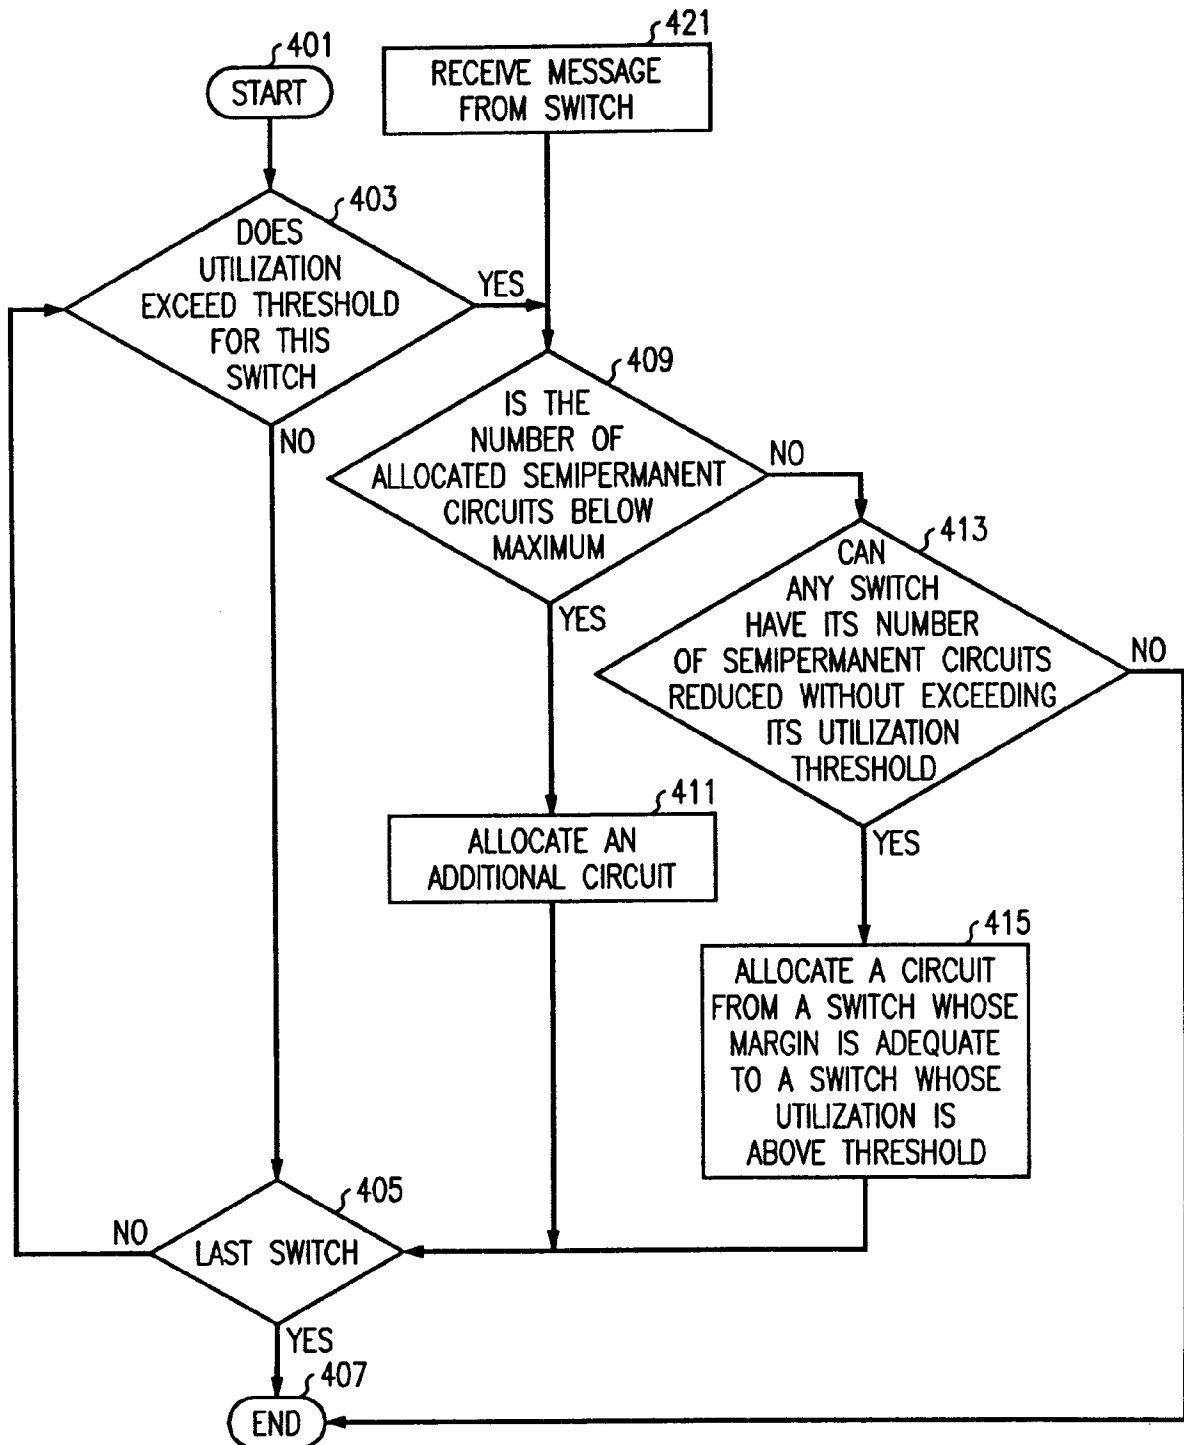 401
START
421
RECEIVE MESSAGE
FROM SWITCH
403
DOES
UTILIZATION
EXCEED THRESHOLD
FOR THIS
SWITCH
YES
NO
409
IS THE
NUMBER OF
ALLOCATED SEMIPERMANENT
CIRCUITS BELOW
MAXIMUM
NO
YES
413
CAN
ANY SWITCH
HAVE ITS NUMBER
OF SEMIPERMANENT CIRCUITS
REDUCED WITHOUT EXCEEDING
ITS UTILIZATION
THRESHOLD
NO
YES
411
ALLOCATE AN
ADDITIONAL CIRCUIT
415
ALLOCATE A CIRCUIT
FROM A SWITCH WHOSE
MARGIN IS ADEQUATE
TO A SWITCH WHOSE
UTILIZATION IS
ABOVE THRESHOLD
405
NO
LAST SWITCH
YES
407
END